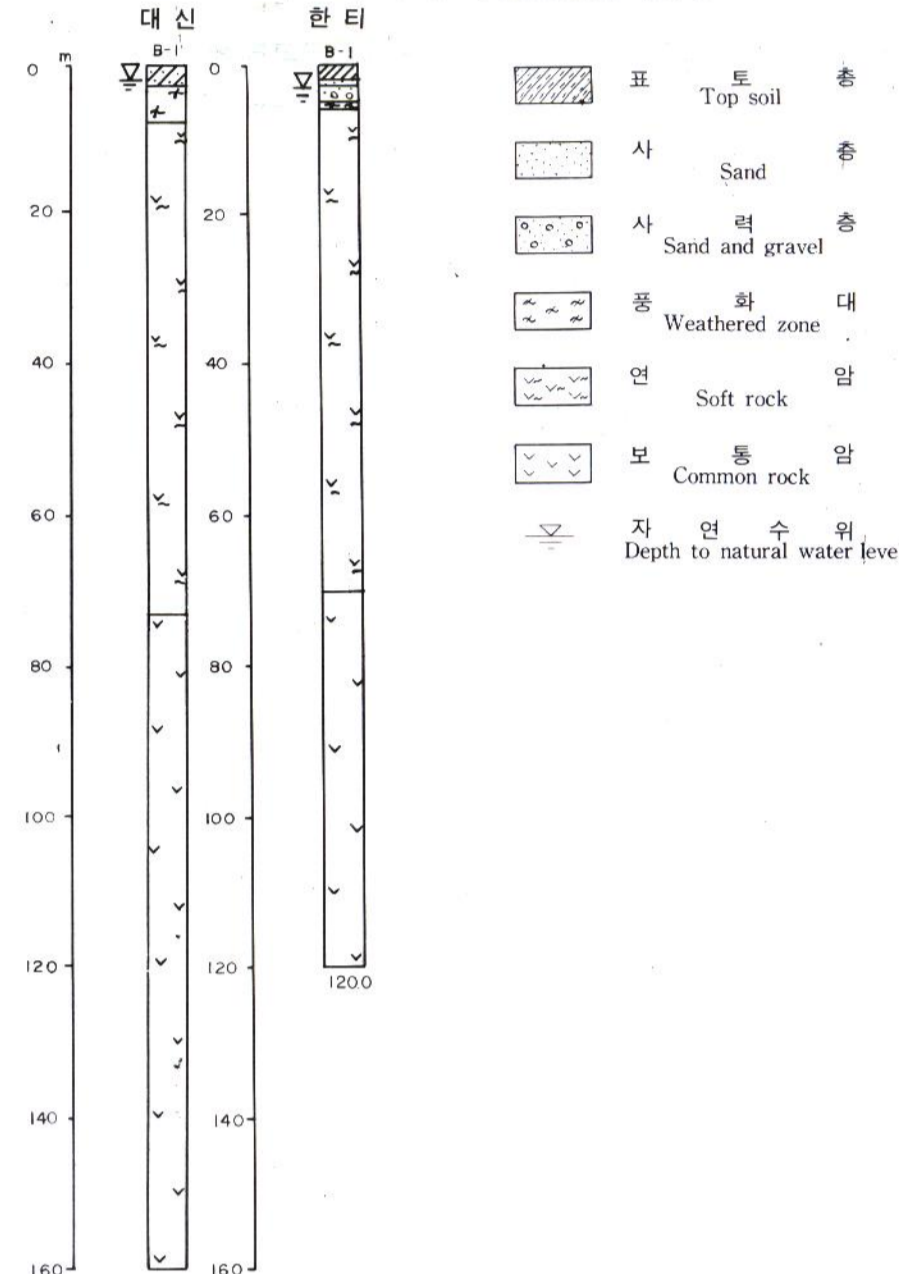 대 신
한 티
B-1
B-1
m
0
20
40
60
80
100
120
140
160
0
20
40
60
80
100
120
140
160
120.0
표 토 층
Top soil
사 층
Sand
사 력 층
Sand and gravel
풍 화 대
Weathered zone
연 암
Soft rock
보 통 암
Common rock
자 연 수 위
Depth to natural water leve